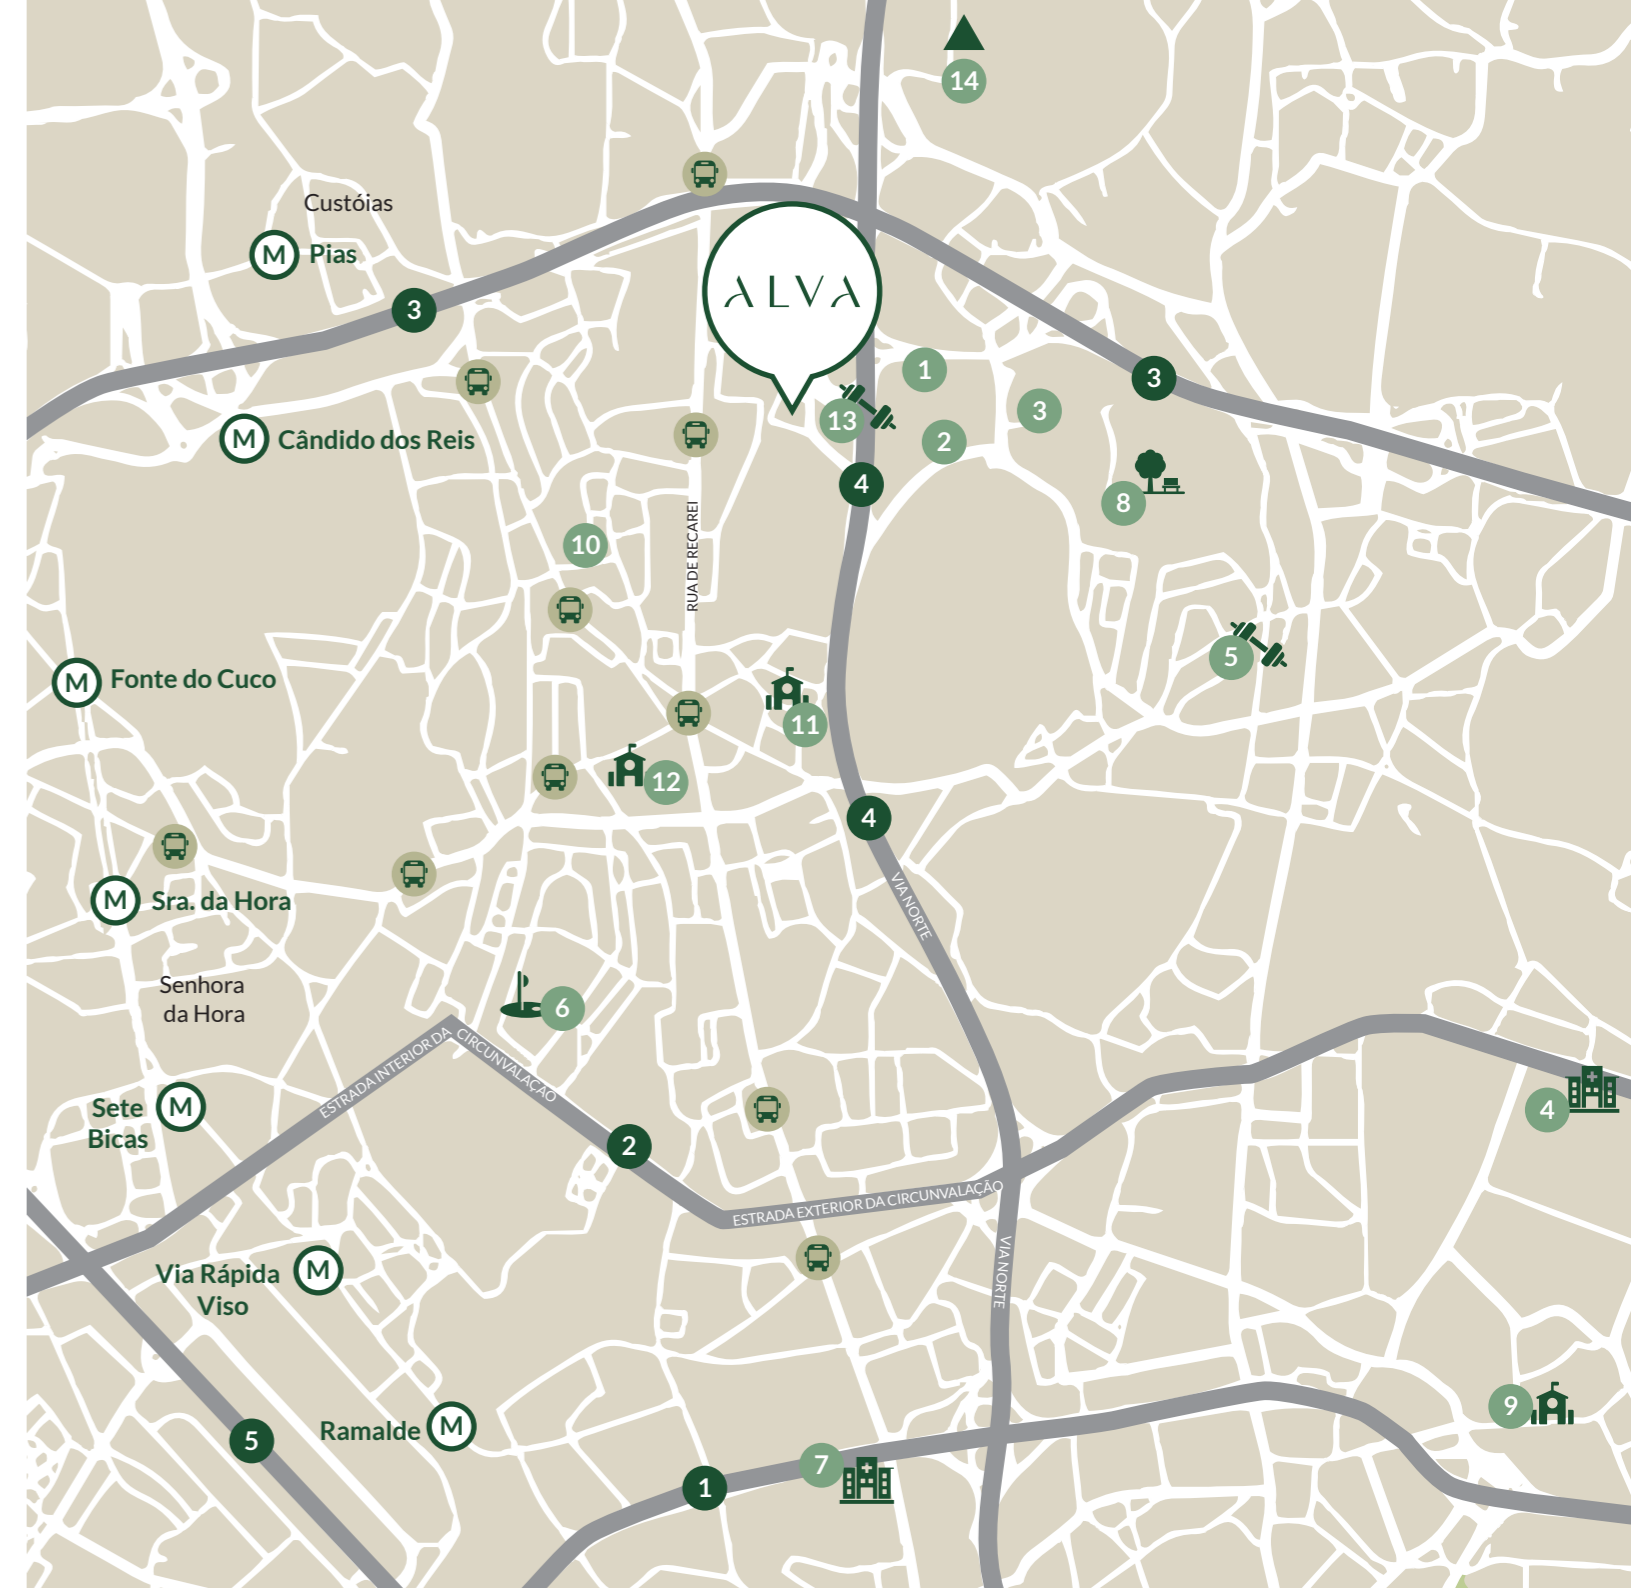 14
Custóias
M Pias
3
ALVA
1
3
3
13
2
M Cândido dos Reis
4
8
RUA DE RECAREI
10
5
M Fonte do Cuco
11
12
4
VIA NORTE
M Sra. da Hora
Senhora
da Hora
6
ESTRADA INTERIOR DA CIRCUNVALAÇÃO
Sete M
Bicas
4
2
ESTRADA EXTERIOR DA CIRCUNVALAÇÃO
VIA NORTE
Via Rápida M
Viso
9
Ramalde M
5
7
1